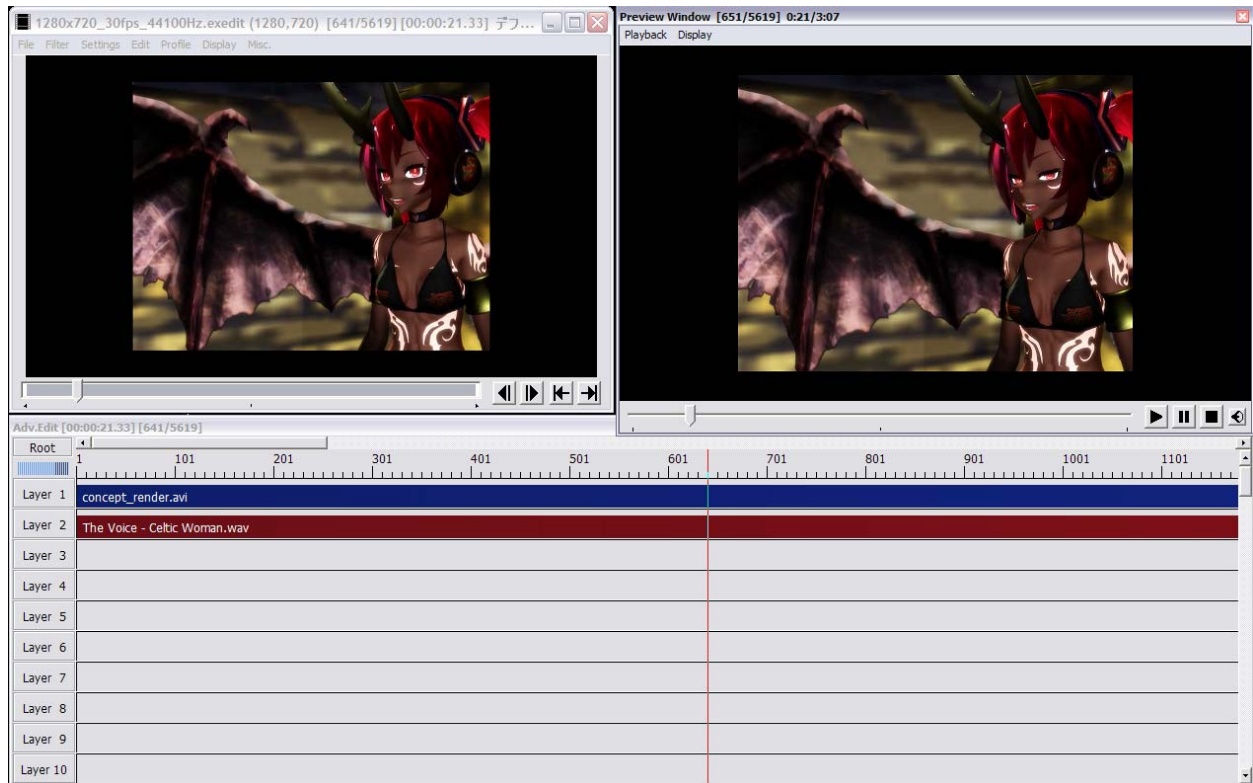 1280x720_30fps_44100Hz.exedit (1280,720) [641/5619] [00:00:21.33] デフ...
File Filter Settings Edit Profile Display Misc.
Preview Window [651/5619] 0:21/3:07
Playback Display
Adv.Edit [00:00:21.33] [641/5619]
Root
1 101 201 301 401 501 601 701 801 901 1001 1101
Layer 1 concept_render.avi
Layer 2 The Voice - Celtic Woman.wav
Layer 3
Layer 4
Layer 5
Layer 6
Layer 7
Layer 8
Layer 9
Layer 10